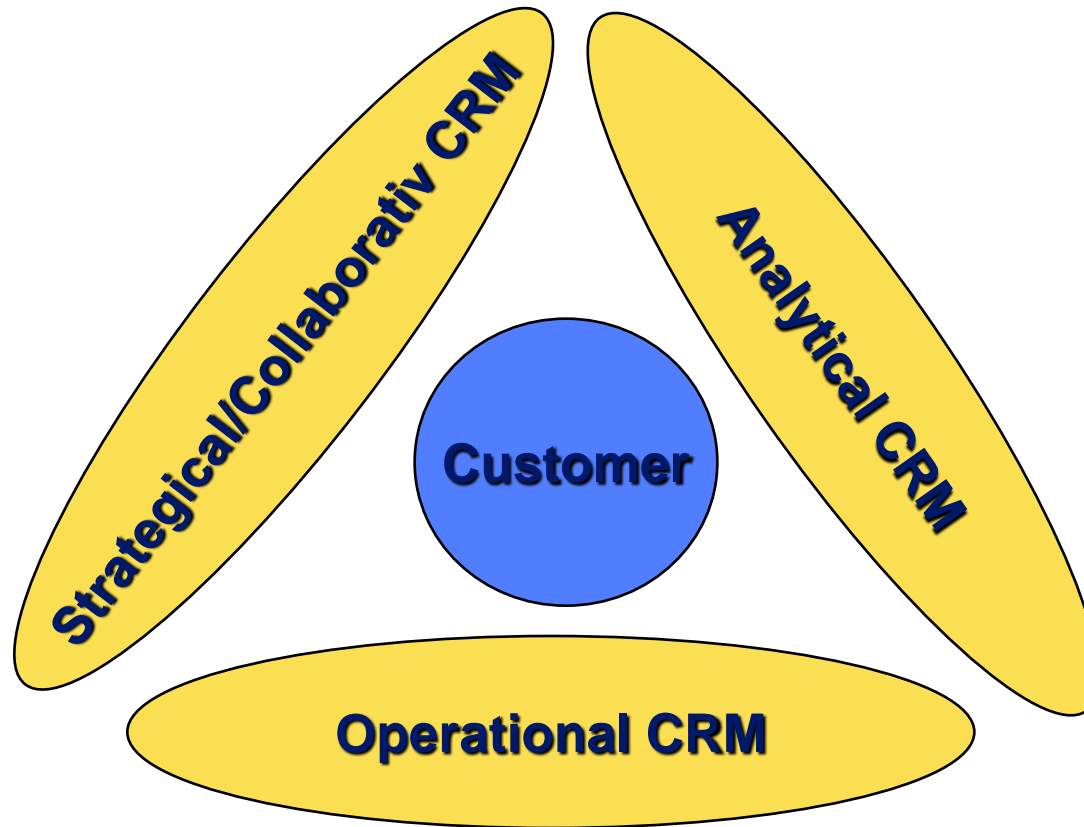 Strategical/Collaborativ CRM
Analytical CRM
Customer
Operational CRM